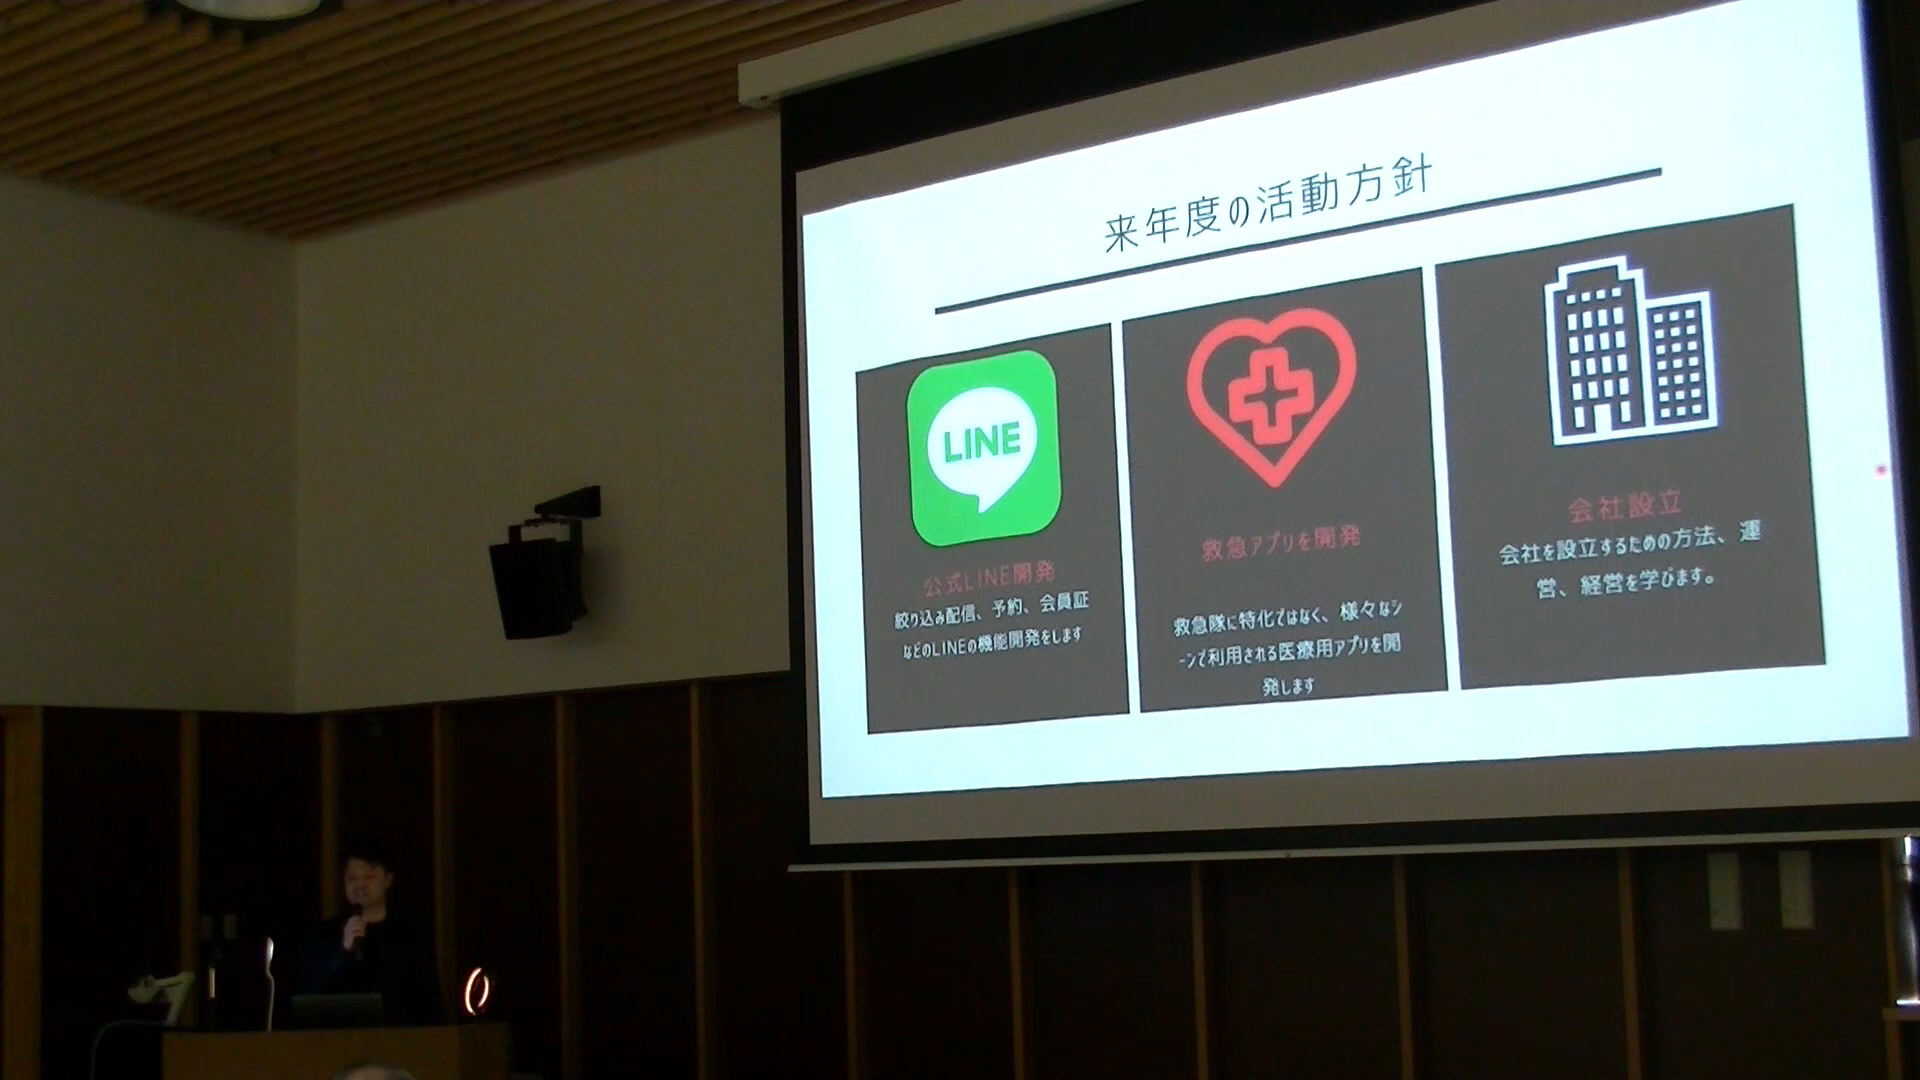 来年度の活動方針
LINE
公式LINE開発
絞り込み配信、予約、会員証
などのLINEの機能開発をします
救急アプリを開発
救急隊に特化ではなく、様々なシ
ーンで利用される医療用アプリを開
発します
会社設立
会社を設立するための方法、運
営、経営を学びます。